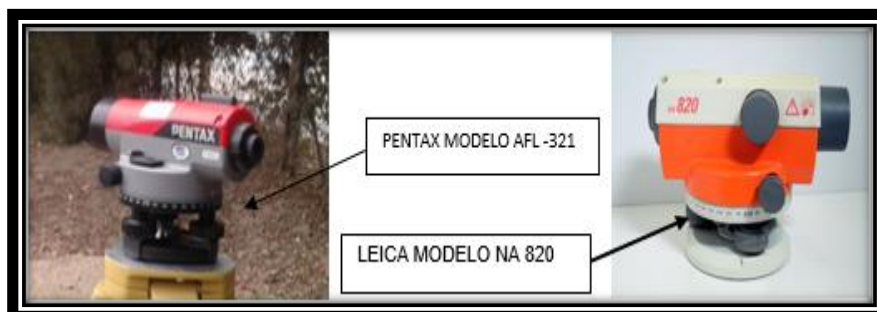 PENTAX
PENTAX MODELO AFL -321
820
LEICA MODELO NA 820